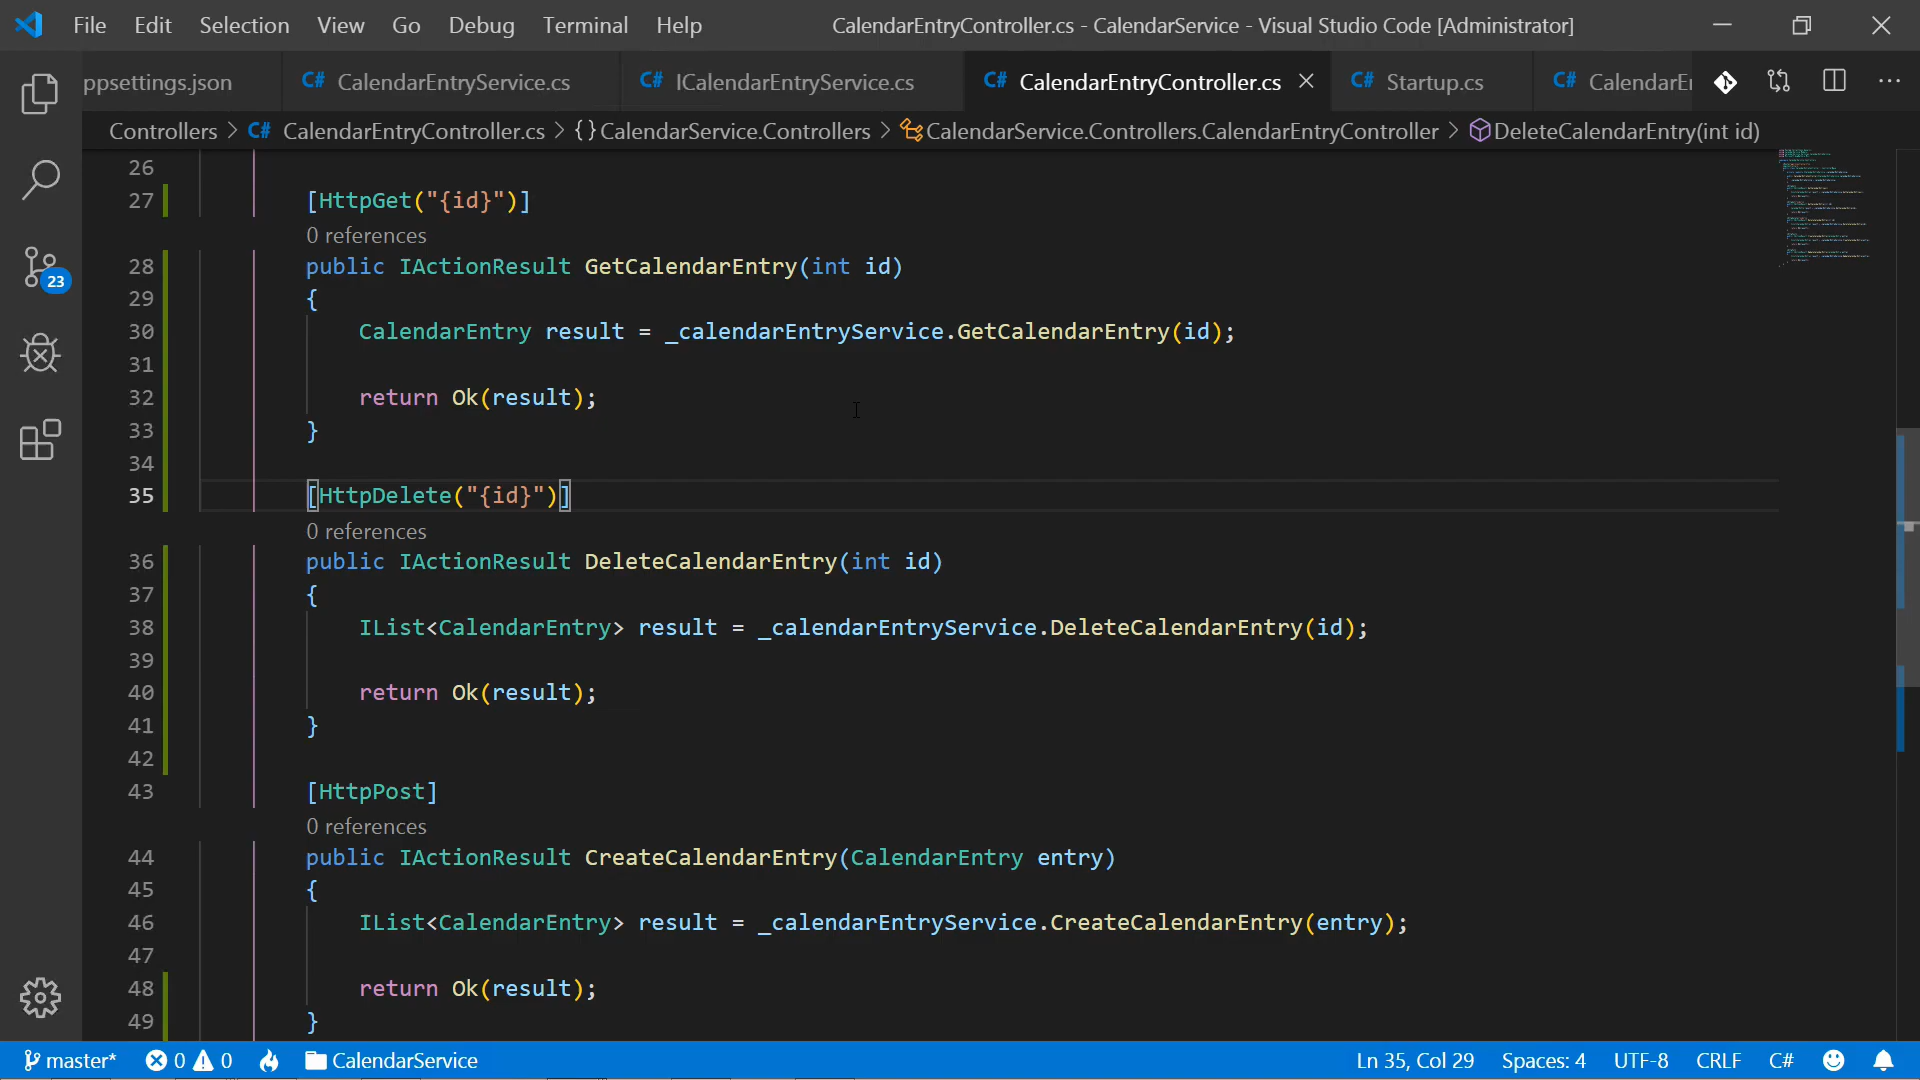 File Edit Selection View Go Debug Terminal Help CalendarEntryController.cs - CalendarService - Visual Studio Code [Administrator]
ppsettings.json C# CalendarEntryService.cs C# ICalendarEntryService.cs C# CalendarEntryController.cs C# Startup.cs C# CalendarEr
Controllers > C# CalendarEntryController.cs > {} CalendarService.Controllers > CalendarService.Controllers.CalendarEntryController > DeleteCalendarEntry(int id)
26
27 [HttpGet("{id}")]
0 references
28 public IActionResult GetCalendarEntry(int id)
29 {
30 CalendarEntry result = _calendarEntryService.GetCalendarEntry(id);
31
32 return Ok(result);
33 }
34
35 [HttpDelete("{id}")]
0 references
36 public IActionResult DeleteCalendarEntry(int id)
37 {
38 IList<CalendarEntry> result = _calendarEntryService.DeleteCalendarEntry(id);
39
40 return Ok(result);
41 }
42
43 [HttpPost]
0 references
44 public IActionResult CreateCalendarEntry(CalendarEntry entry)
45 {
46 IList<CalendarEntry> result = _calendarEntryService.CreateCalendarEntry(entry);
47
48 return Ok(result);
49 }
23
master* 0 0 CalendarService Ln 35, Col 29 Spaces: 4 UTF-8 CRLF C#